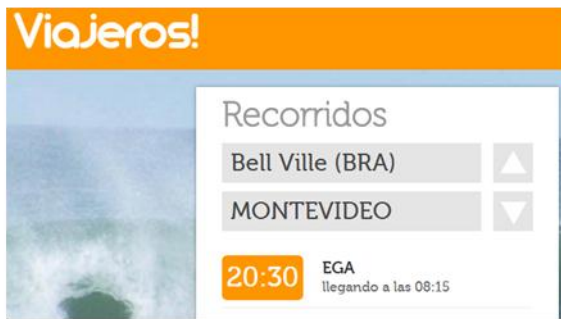 Viajeros!
Recorridos
Bell Ville (BRA)
MONTEVIDEO
20:30
EGA
llegando a las 08:15